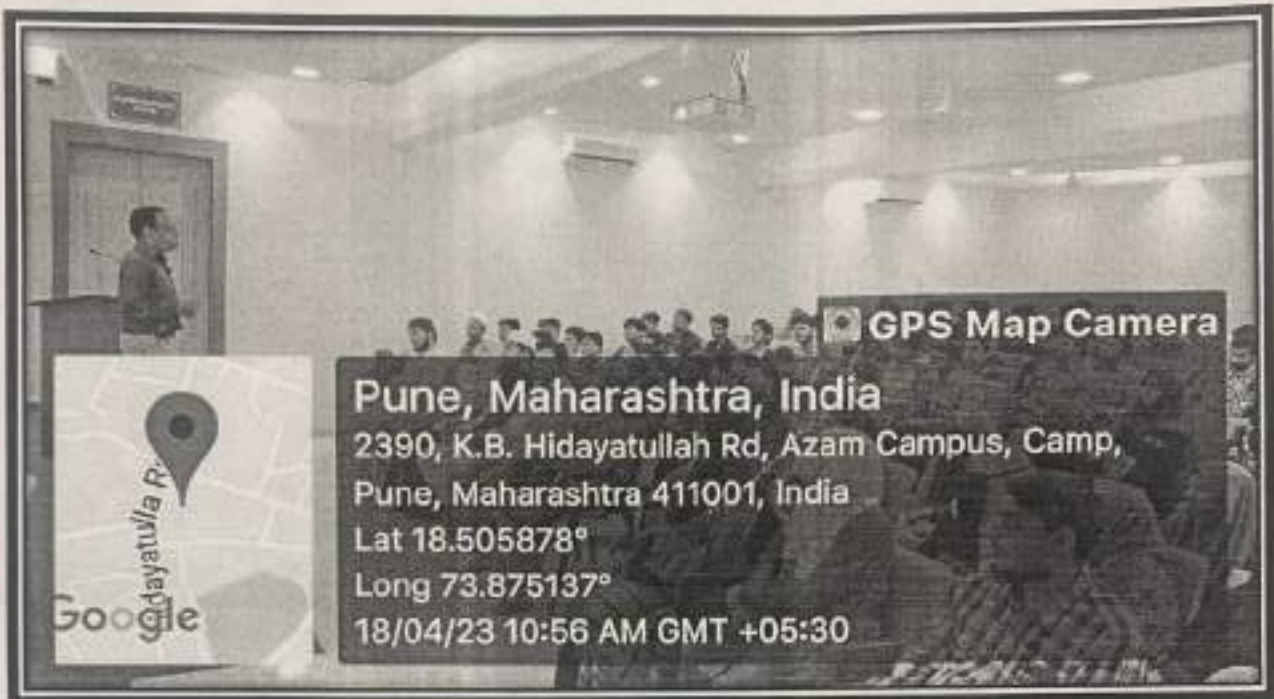 GPS Map Camera
Pune, Maharashtra, India
2390, K.B. Hidayatullah Rd, Azam Campus, Camp,
Pune, Maharashtra 411001, India
Lat 18.505878°
Long 73.875137°
18/04/23 10:56 AM GMT +05:30
idayatulla R
Google